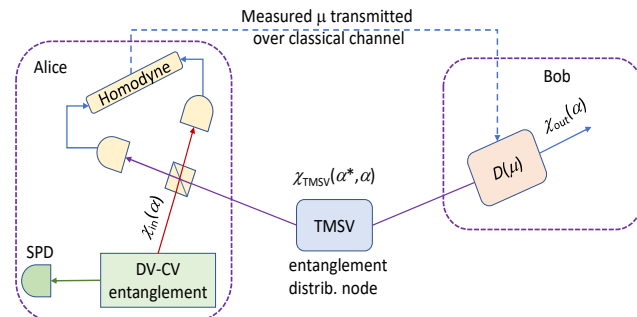 Measured μ transmitted
over classical channel
Alice
Homodyne
Bob
χout(α)
D(μ)
χTMSV(α*,α)
χin(α)
TMSV
SPD
DV-CV
entanglement
entanglement
distrib. node